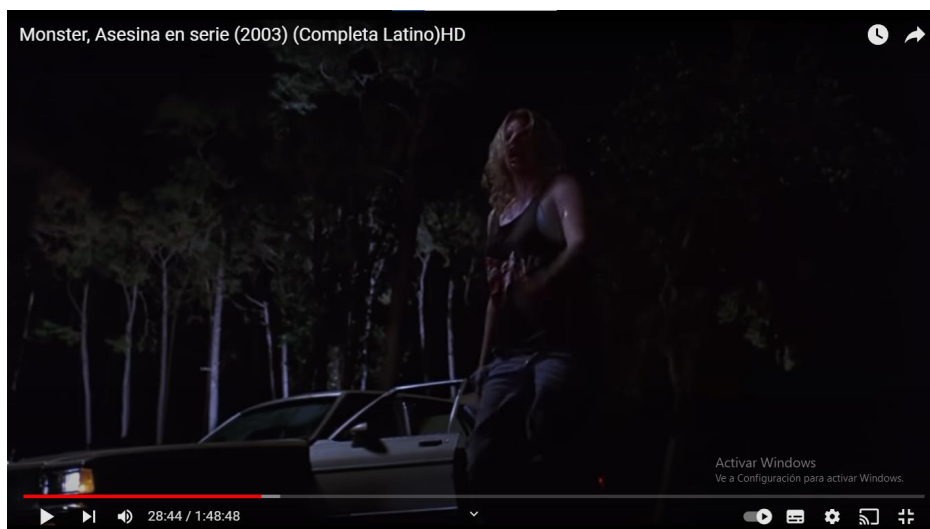 Monster, Asesina en serie (2003) (Completa Latino)HD
Activar Windows
Ve a Configuración para activar Windows.
28:44 / 1:48:48